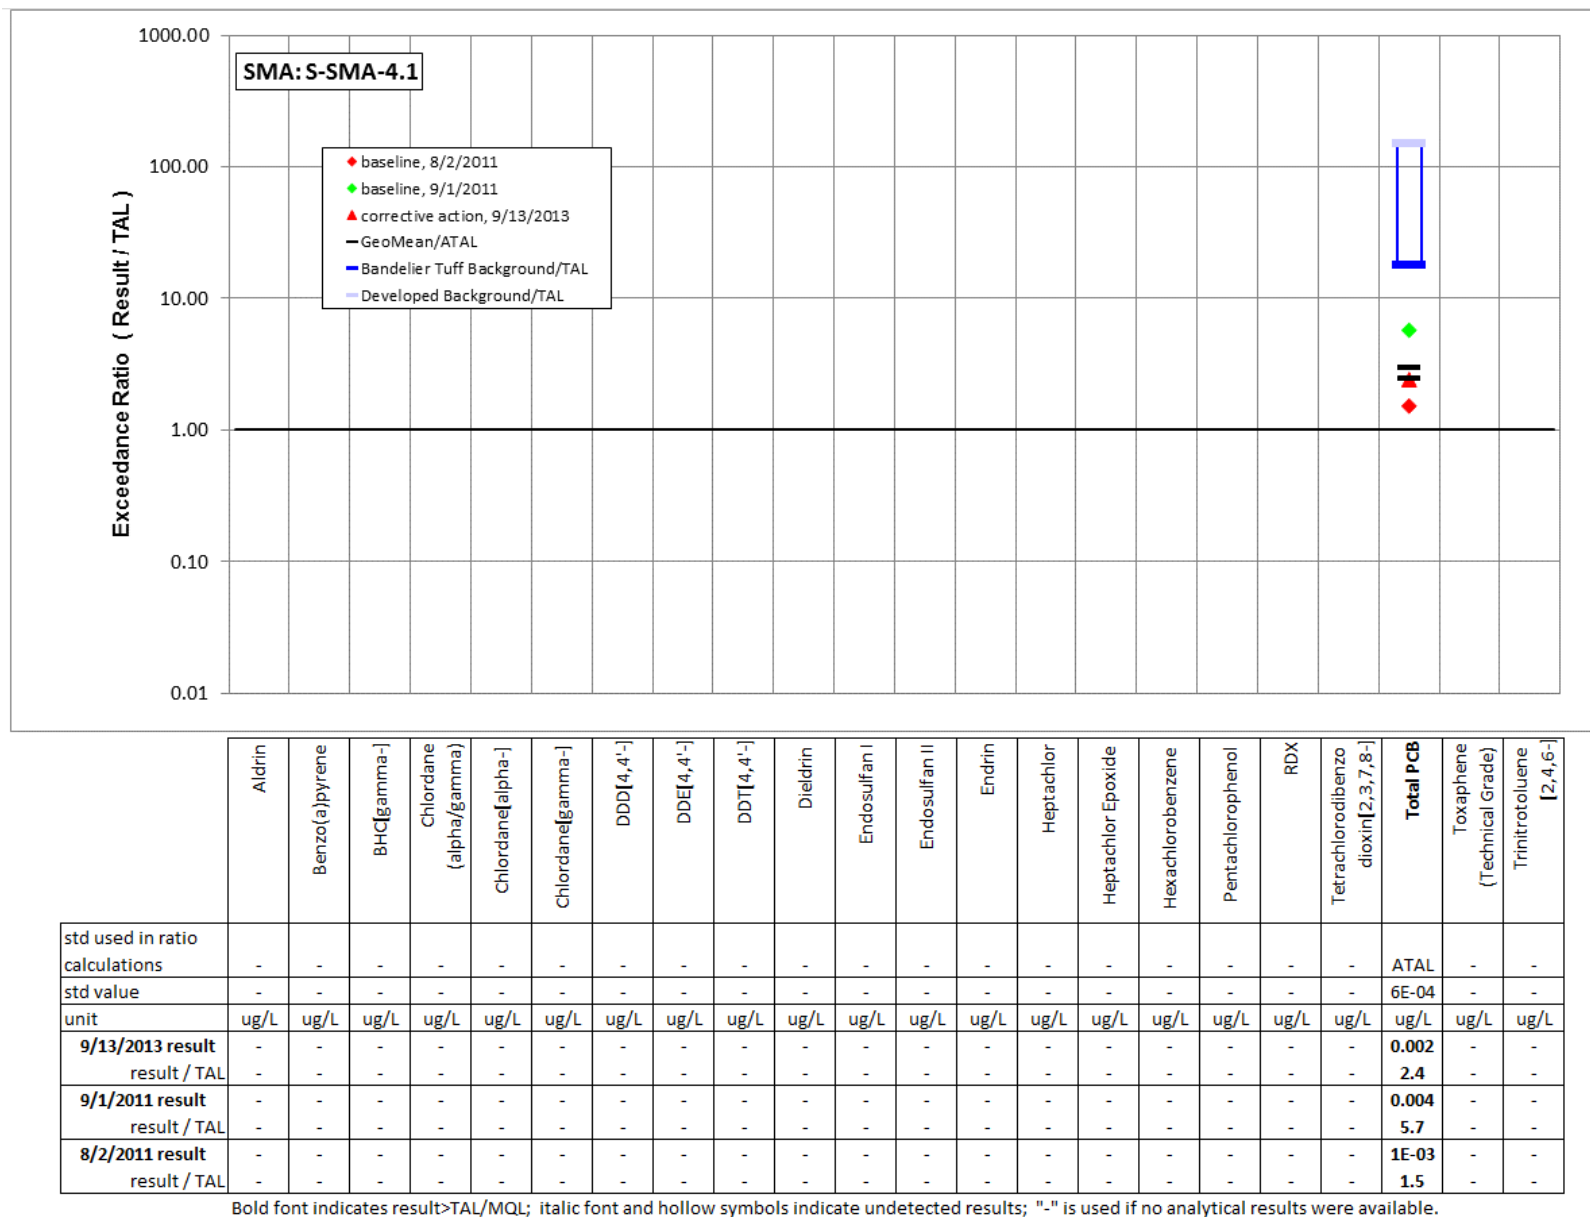 1000.00
100.00
10.00
1.00
0.10
0.01
Exceedance Ratio ( Result / TAL )
SMA: S-SMA-4.1
baseline, 8/2/2011
baseline, 9/1/2011
corrective action, 9/13/2013
GeoMean/ATAL
Bandelier Tuff Background/TAL
Developed Background/TAL
Aldrin
Benzo(a)pyrene
BHC[gamma-]
Chlordane
(alpha/gamma)
Chlordane[alpha-]
Chlordane[gamma-]
DDD[4,4'-]
DDE[4,4'-]
DDT[4,4'-]
Dieldrin
Endosulfan I
Endosulfan II
Endrin
Heptachlor
Heptachlor Epoxide
Hexachlorobenzene
Pentachlorophenol
RDX
Tetrachlorodibenzo
dioxin[2,3,7,8-]
Total PCB
Toxaphene
(Technical Grade)
Trinitrotoluene
[2,4,6-]
std used in ratio
calculations - - - - - - - - - - - - - - - - - - - ATAL - -
std value - - - - - - - - - - - - - - - - - - - 6E-04 - -
unit ug/L ug/L ug/L ug/L ug/L ug/L ug/L ug/L ug/L ug/L ug/L ug/L ug/L ug/L ug/L ug/L ug/L ug/L ug/L ug/L ug/L ug/L
9/13/2013 result - - - - - - - - - - - - - - - - - - - 0.002 - -
result / TAL - - - - - - - - - - - - - - - - - - - 2.4 - -
9/1/2011 result - - - - - - - - - - - - - - - - - - - 0.004 - -
result / TAL - - - - - - - - - - - - - - - - - - - 5.7 - -
8/2/2011 result - - - - - - - - - - - - - - - - - - - 1E-03 - -
result / TAL - - - - - - - - - - - - - - - - - - - 1.5 - -
Bold font indicates result>TAL/MQL; italic font and hollow symbols indicate undetected results; "-" is used if no analytical results were available.